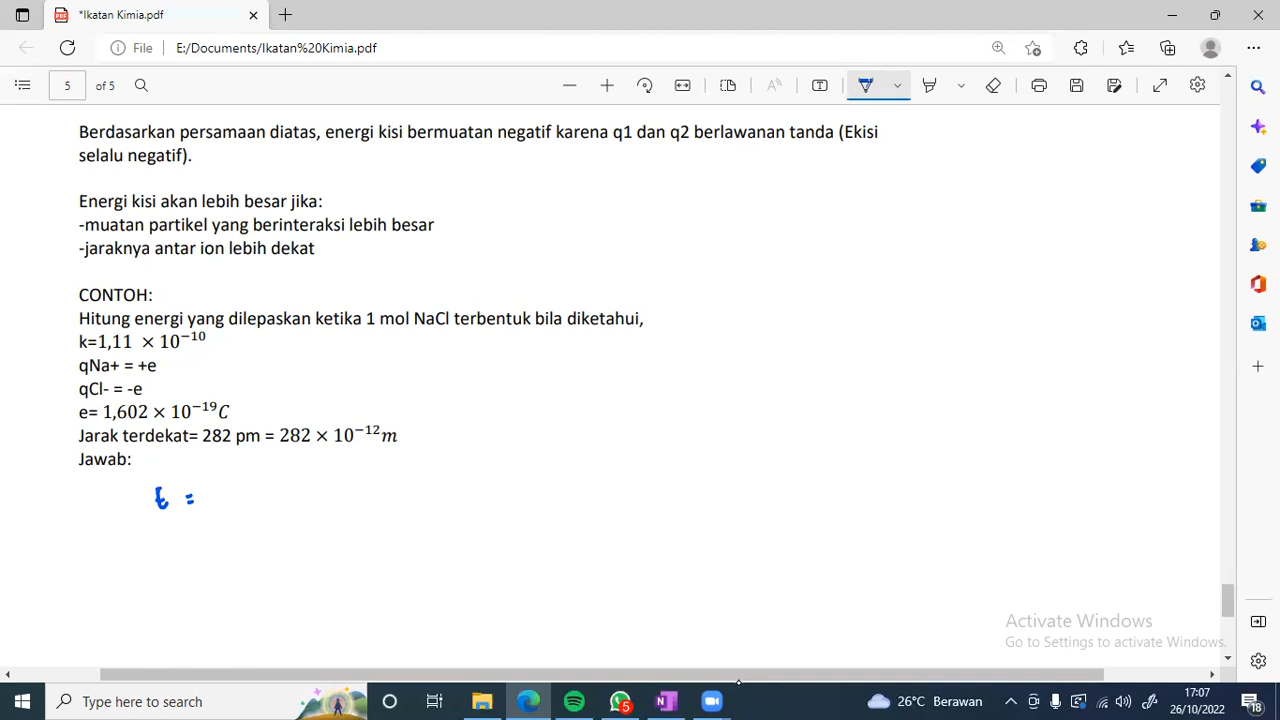 *Ikatan Kimia.pdf
File E:/Documents/Ikatan%20Kimia.pdf
5 of 5
Berdasarkan persamaan diatas, energi kisi bermuatan negatif karena q1 dan q2 berlawanan tanda (Ekisi
selalu negatif).
Energi kisi akan lebih besar jika:
-muatan partikel yang berinteraksi lebih besar
-jaraknya antar ion lebih dekat
CONTOH:
Hitung energi yang dilepaskan ketika 1 mol NaCl terbentuk bila diketahui,
k=1,11 × 10⁻¹⁰
qNa+ = +e
qCl- = -e
e= 1,602 × 10⁻¹⁹C
Jarak terdekat= 282 pm = 282 × 10⁻¹²m
Jawab:
E =
Activate Windows
Go to Settings to activate Windows.
Type here to search
5
26°C Berawan
17:07
26/10/2022
18